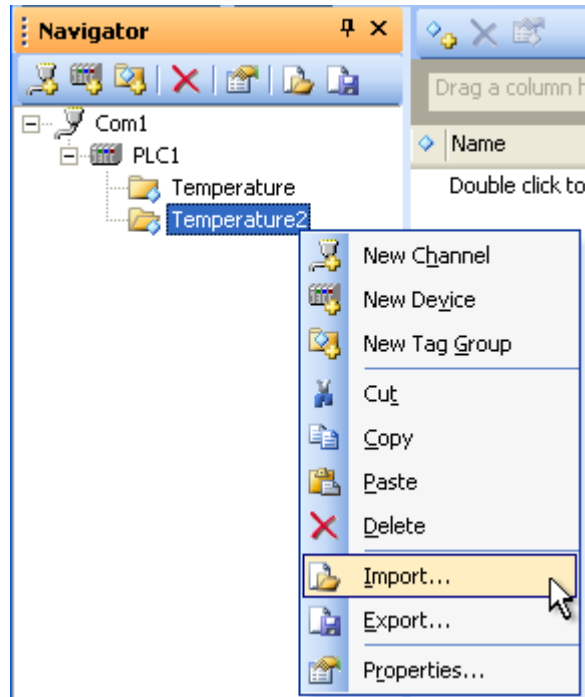 Navigator
Drag a column h
Com1
Name
PLC1
Double click to
Temperature
Temperature2
New Channel
New Device
New Tag Group
Cut
Copy
Paste
Delete
Import...
Export...
Properties...